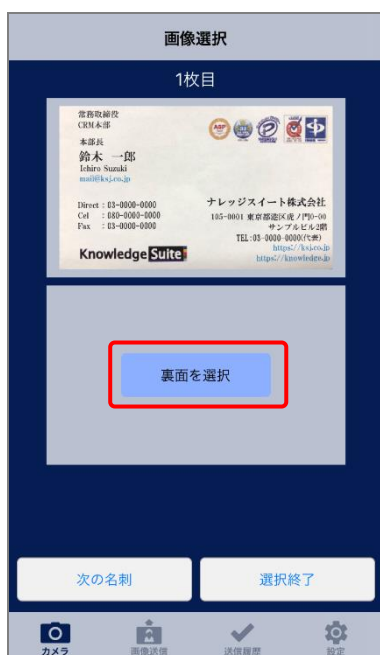 画像選択
1枚目
常務取締役
CRM本部
本部長
鈴木 一郎
Ichiro Suzuki
mail@ksj.co.jp
Direct : 03-0000-0000
Cel : 080-0000-0000
Fax : 03-0000-0000
Knowledge Suite
ナレッジスイート株式会社
105-0001 東京都港区虎ノ門0-00
サンプルビル2階
TEL:03-0000-0000(代表)
https://ksj.co.jp
https://knowledge.jp
裏面を選択
次の名刺
選択終了
カメラ
画像送信
送信履歴
設定